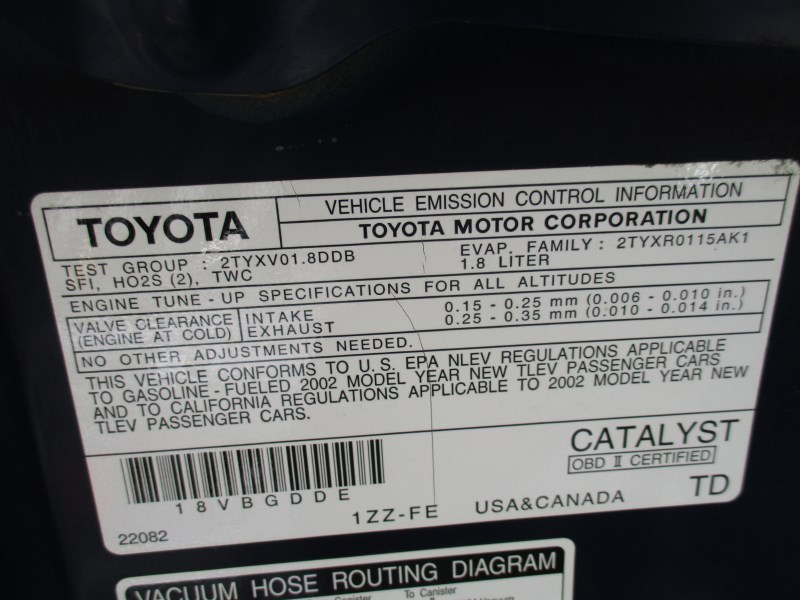 TOYOTA
VEHICLE EMISSION CONTROL INFORMATION
TOYOTA MOTOR CORPORATION
TEST GROUP : 2TYXV01.8DDB
EVAP. FAMILY : 2TYXR0115AK1
SFI, HO2S (2), TWC
1.8 LITER
ENGINE TUNE - UP SPECIFICATIONS FOR ALL ALTITUDES
VALVE CLEARANCE
(ENGINE AT COLD)
INTAKE 0.15 - 0.25 mm (0.006 - 0.010 in.)
EXHAUST 0.25 - 0.35 mm (0.010 - 0.014 in.)
NO OTHER ADJUSTMENTS NEEDED.
THIS VEHICLE CONFORMS TO U.S. EPA NLEV REGULATIONS APPLICABLE
TO GASOLINE - FUELED 2002 MODEL YEAR NEW TLEV PASSENGER CARS
AND TO CALIFORNIA REGULATIONS APPLICABLE TO 2002 MODEL YEAR NEW
TLEV PASSENGER CARS.
CATALYST
OBD II CERTIFIED
18VBGDDE
1ZZ-FE
USA&CANADA
TD
22082
VACUUM HOSE ROUTING DIAGRAM
Canister
To Canister